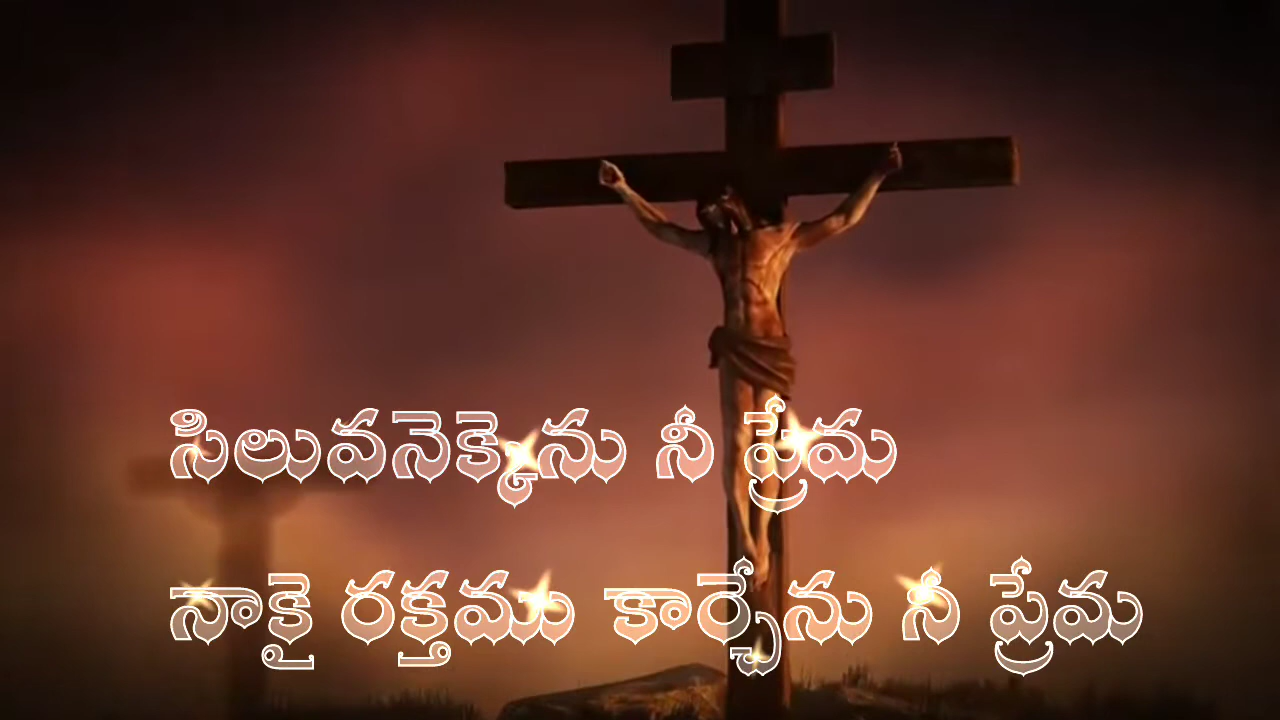 సిలువనెక్కెను నీ ప్రేమ
నాకై రక్తము కార్చేను నీ ప్రేమ